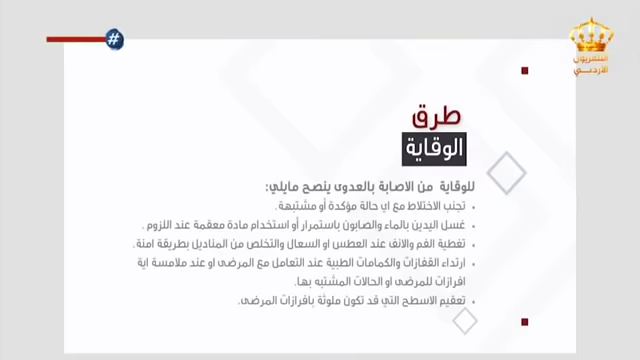 #
التلفزيون
الأردني
طرق
الوقاية
للوقاية من الاصابة بالعدوى ينصح مايلي:
• تجنب الاختلاط مع اي حالة مؤكدة أو مشتبهة.
• غسل اليدين بالماء والصابون باستمرار أو استخدام مادة معقمة عند اللزوم .
• تغطية الفم والانف عند العطس او السعال والتخلص من المناديل بطريقة امنة.
• ارتداء القفازات والكمامات الطبية عند التعامل مع المرضى او عند ملامسة اية
افرازات للمرضى او الحالات المشتبه بها.
• تعقيم الاسطح التي قد تكون ملوثة بافرازات المرضى.